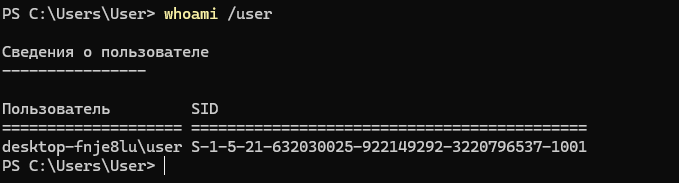 PS C:\Users\User> whoami /user
Сведения о пользователе
----------------
Пользователь SID
==================== ============================================
desktop-fnje8lu\user S-1-5-21-632030025-922149292-3220796537-1001
PS C:\Users\User>